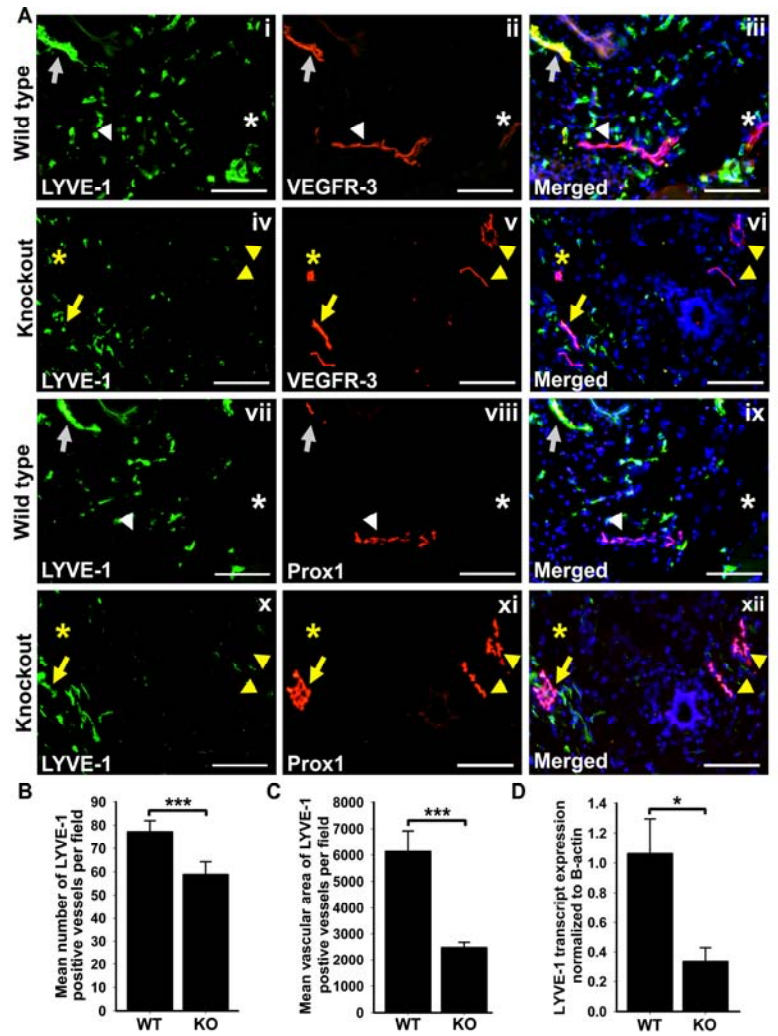 A
Wild type
i
LYVE-1
*
ii
VEGFR-3
*
iii
Merged
*
Knockout
iv
*
LYVE-1
v
*
VEGFR-3
vi
*
Merged
Wild type
vii
*
LYVE-1
viii
*
Prox1
ix
*
Merged
Knockout
x
*
LYVE-1
xi
*
Prox1
xii
*
Merged
B
Mean number of LYVE-1
positive vessels per field
90
80
70
60
50
40
30
20
10
0
***
WT KO
C
Mean vascular area of LYVE-1
postive vessels per field
8000
7000
6000
5000
4000
3000
2000
1000
0
***
WT KO
D
LYVE-1 transcript expression
normalized to B-actin
1.4
1.2
1.0
0.8
0.6
0.4
0.2
0.0
*
WT KO